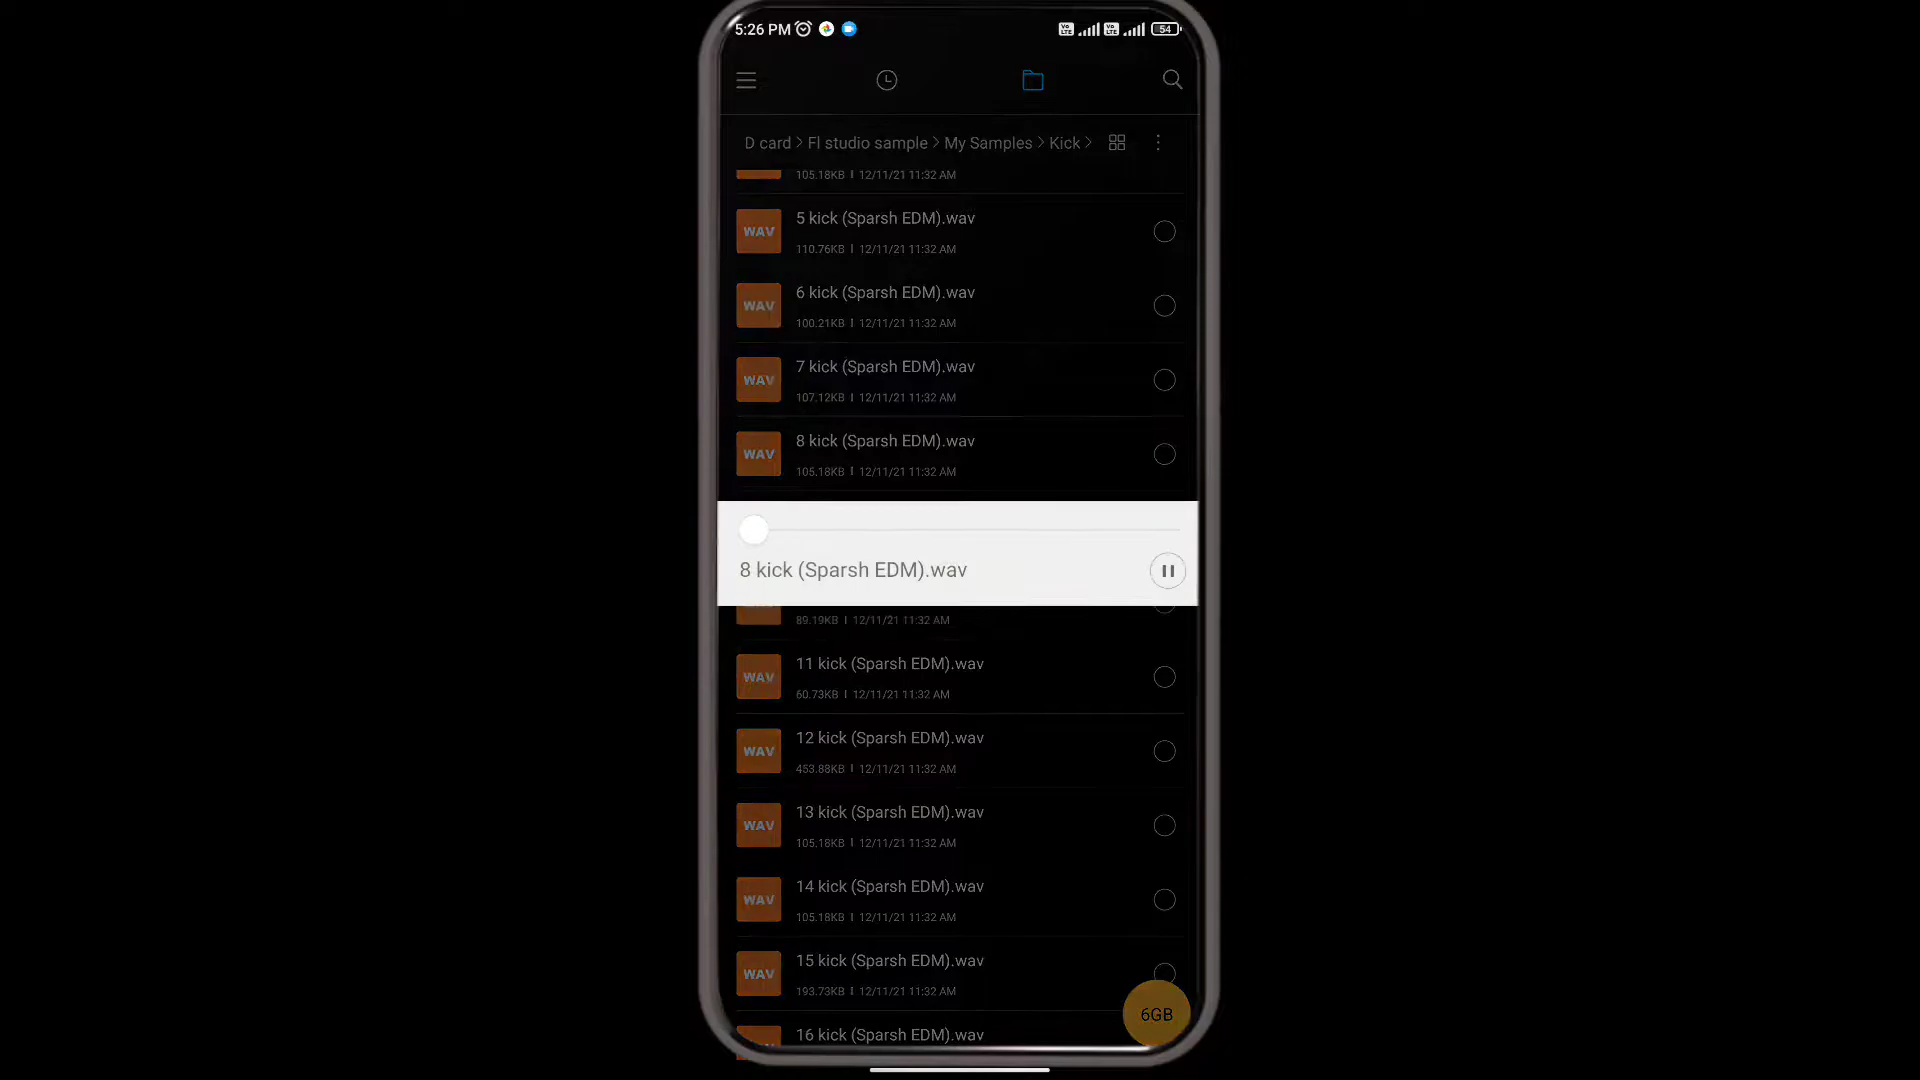 5:26 PM
Vo LTE Vo LTE 54
D card > Fl studio sample > My Samples > Kick >
105.18KB | 12/11/21 11:32 AM
WAV 5 kick (Sparsh EDM).wav
110.76KB | 12/11/21 11:32 AM
WAV 6 kick (Sparsh EDM).wav
100.21KB | 12/11/21 11:32 AM
WAV 7 kick (Sparsh EDM).wav
107.12KB | 12/11/21 11:32 AM
WAV 8 kick (Sparsh EDM).wav
105.18KB | 12/11/21 11:32 AM
8 kick (Sparsh EDM).wav
89.19KB | 12/11/21 11:32 AM
WAV 11 kick (Sparsh EDM).wav
60.73KB | 12/11/21 11:32 AM
WAV 12 kick (Sparsh EDM).wav
453.88KB | 12/11/21 11:32 AM
WAV 13 kick (Sparsh EDM).wav
105.18KB | 12/11/21 11:32 AM
WAV 14 kick (Sparsh EDM).wav
105.18KB | 12/11/21 11:32 AM
WAV 15 kick (Sparsh EDM).wav
193.73KB | 12/11/21 11:32 AM
6GB
16 kick (Sparsh EDM).wav